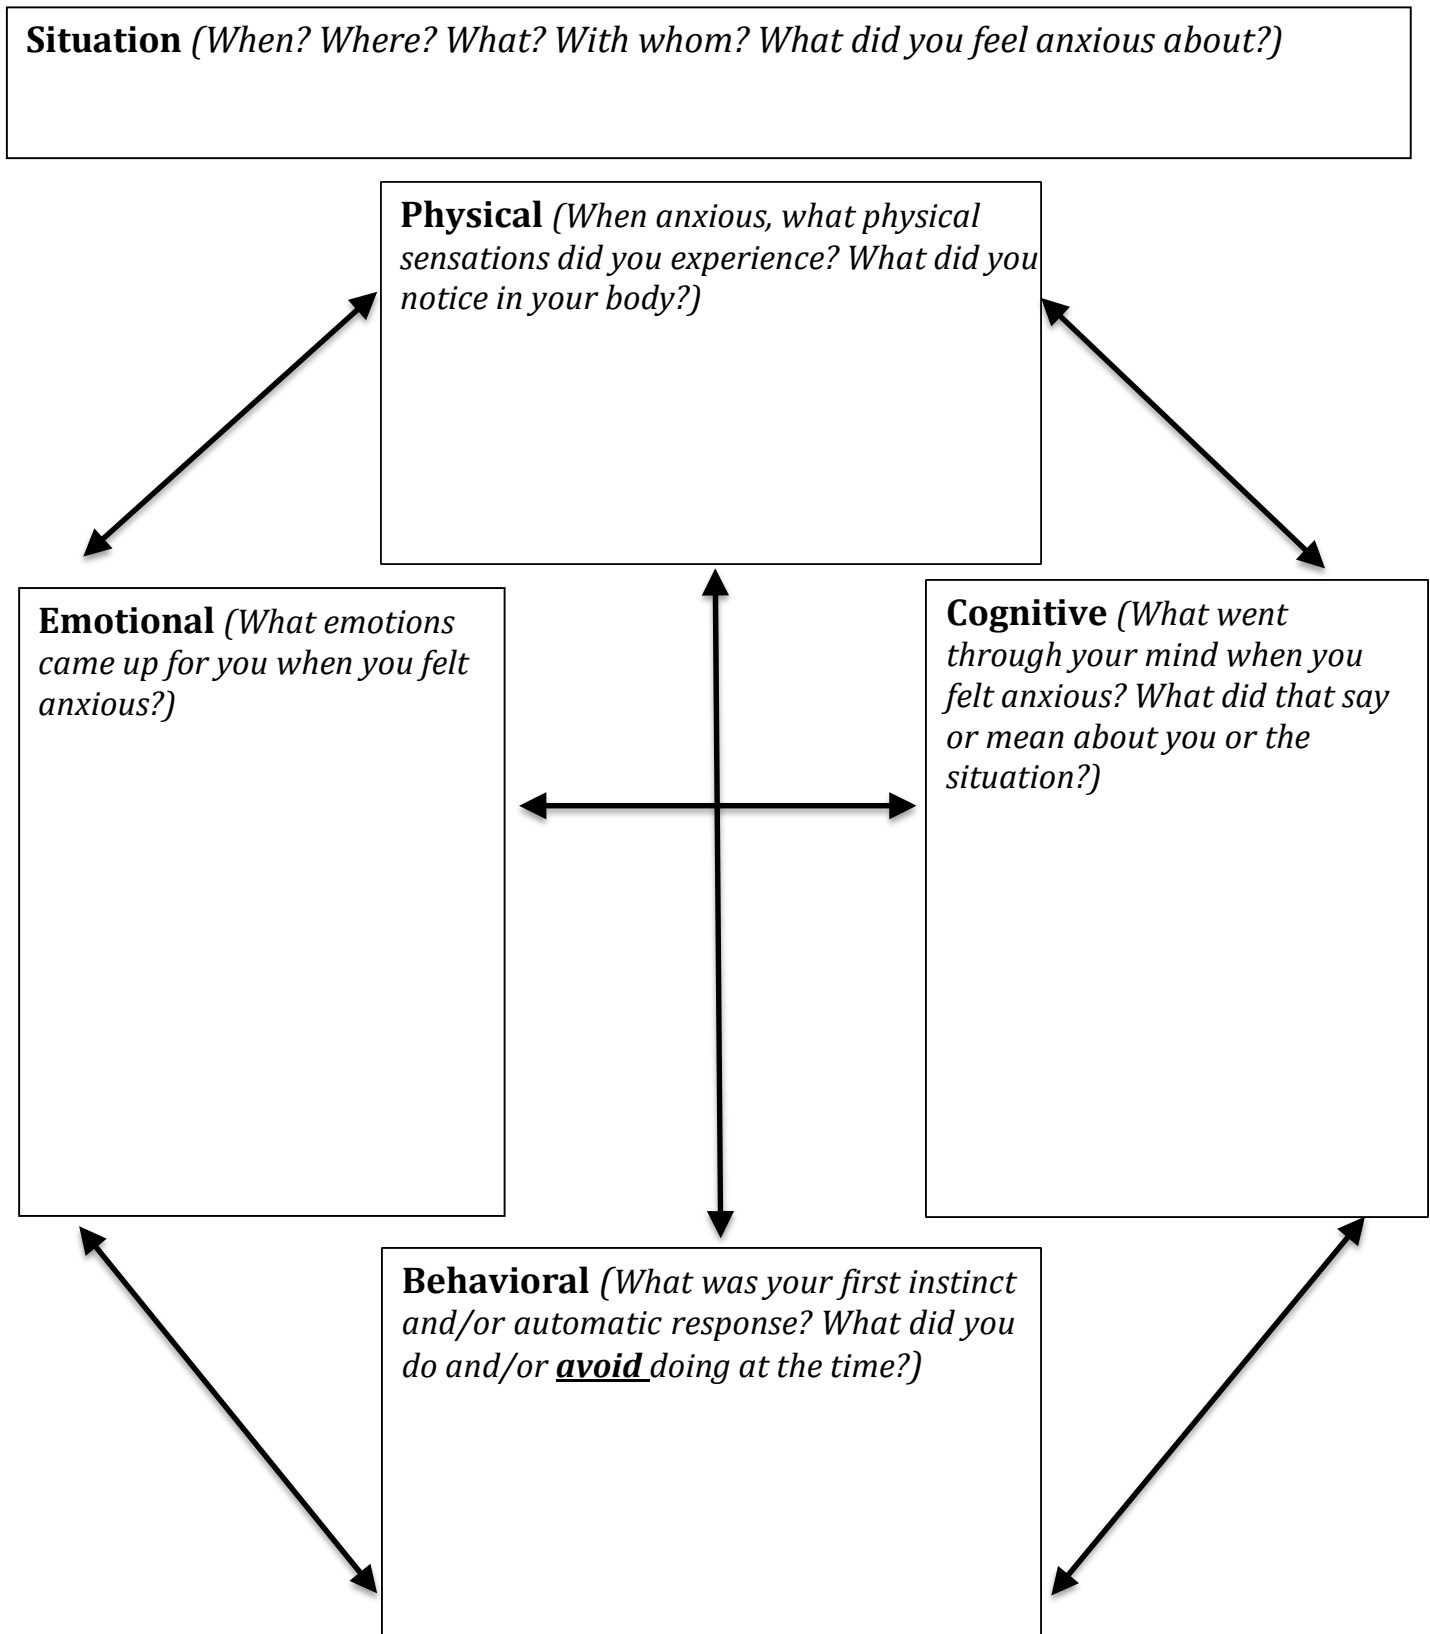 Situation (When? Where? What? With whom? What did you feel anxious about?)
Physical (When anxious, what physical
sensations did you experience? What did you
notice in your body?)
Emotional (What emotions
came up for you when you felt
anxious?)
Cognitive (What went
through your mind when you
felt anxious? What did that say
or mean about you or the
situation?)
Behavioral (What was your first instinct
and/or automatic response? What did you
do and/or avoid doing at the time?)